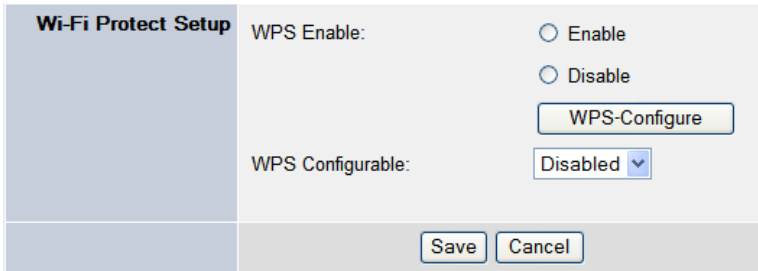 Wi-Fi Protect Setup
WPS Enable:
Enable
Disable
WPS-Configure
WPS Configurable:
Disabled
Save
Cancel